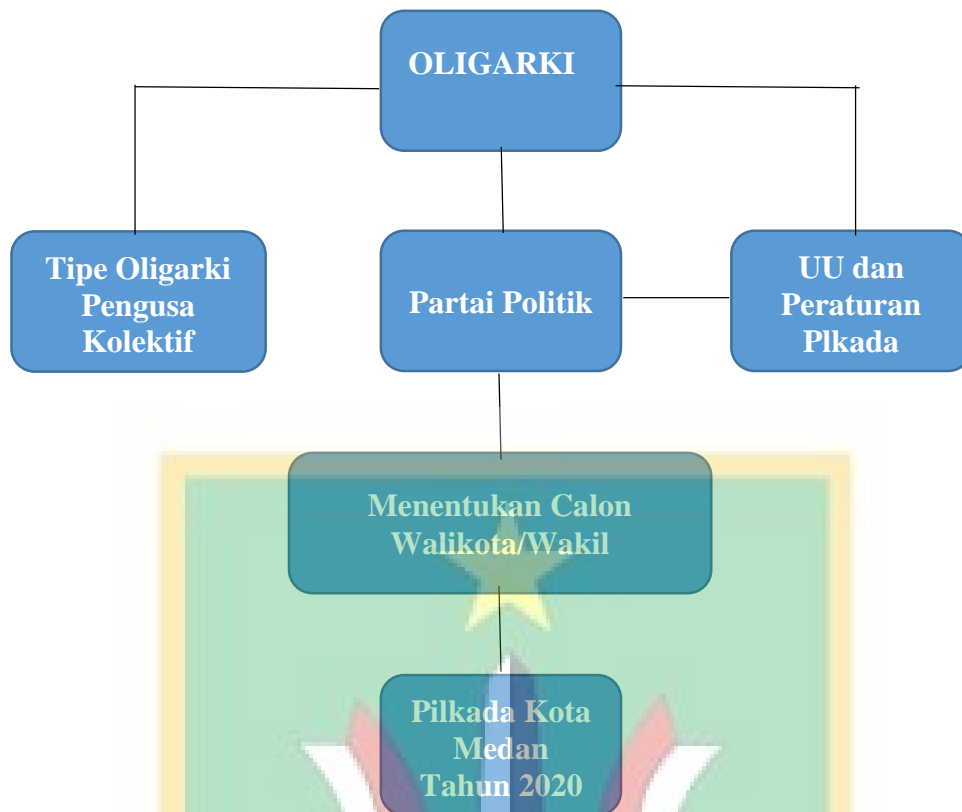 OLIGARKI
Tipe Oligarki
Pengusa
Kolektif
Partai Politik
UU dan
Peraturan
Plkada
Menentukan Calon
Walikota/Wakil
Pilkada Kota
Medan
Tahun 2020